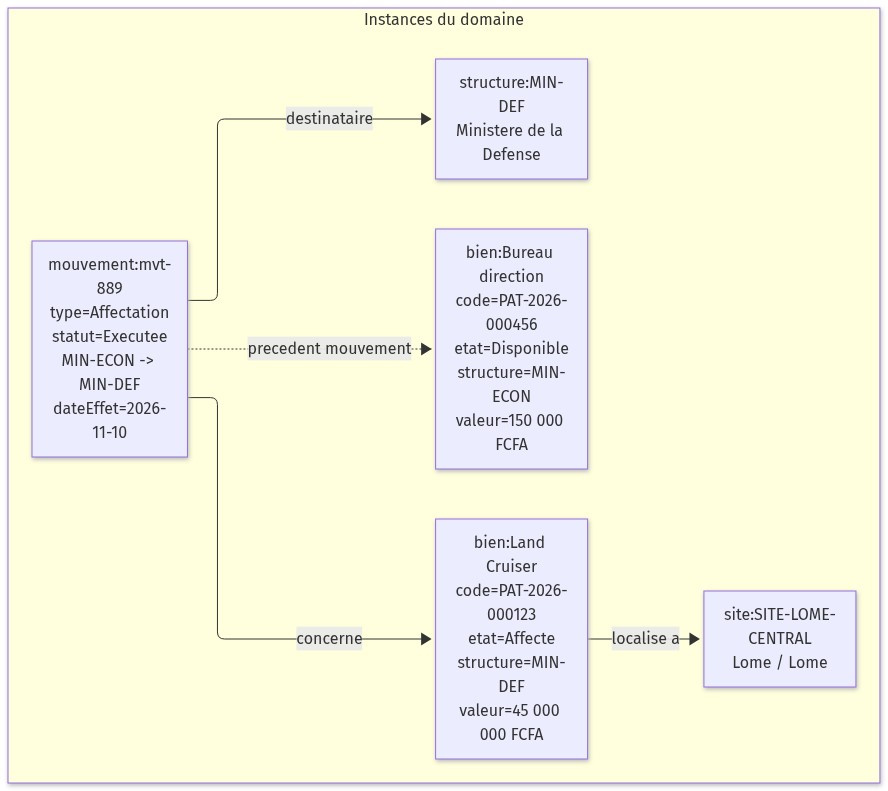 Instances du domaine
structure:MIN-
DEF
Ministere de la
Defense
destinataire
bien:Bureau
direction
code=PAT-2026-
000456
etat=Disponible
structure=MIN-
ECON
valeur=150 000
FCFA
mouvement:mvt-
889
type=Affectation
statut=Executee
MIN-ECON ->
MIN-DEF
dateEffet=2026-
11-10
precedent mouvement
bien:Land
Cruiser
code=PAT-2026-
000123
etat=Affecte
structure=MIN-
DEF
valeur=45 000
000 FCFA
concerne
localise a
site:SITE-LOME-
CENTRAL
Lome / Lome